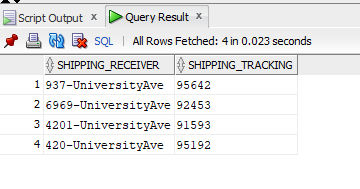 Script Output × Query Result ×
SQL | All Rows Fetched: 4 in 0.023 seconds
SHIPPING_RECEIVER SHIPPING_TRACKING
1 937-UniversityAve 95642
2 6969-UniversityAve 92453
3 4201-UniversityAve 91593
4 420-UniversityAve 95192